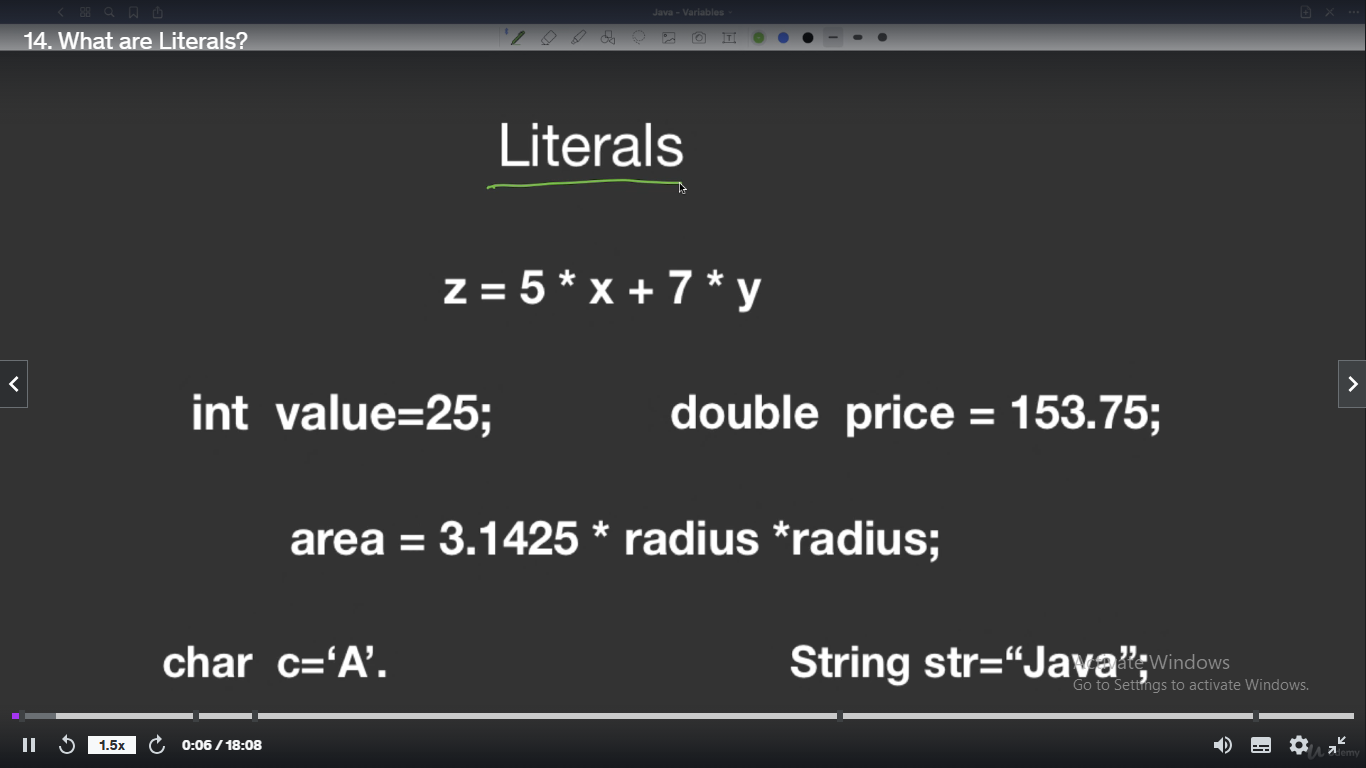 Java - Variables
14. What are Literals?
Literals
z = 5 * x + 7 * y
int value=25;
double price = 153.75;
area = 3.1425 * radius *radius;
char c=‘A’.
String str=“Java”;
Activate Windows
Go to Settings to activate Windows.
1.5x
0:06 / 18:08